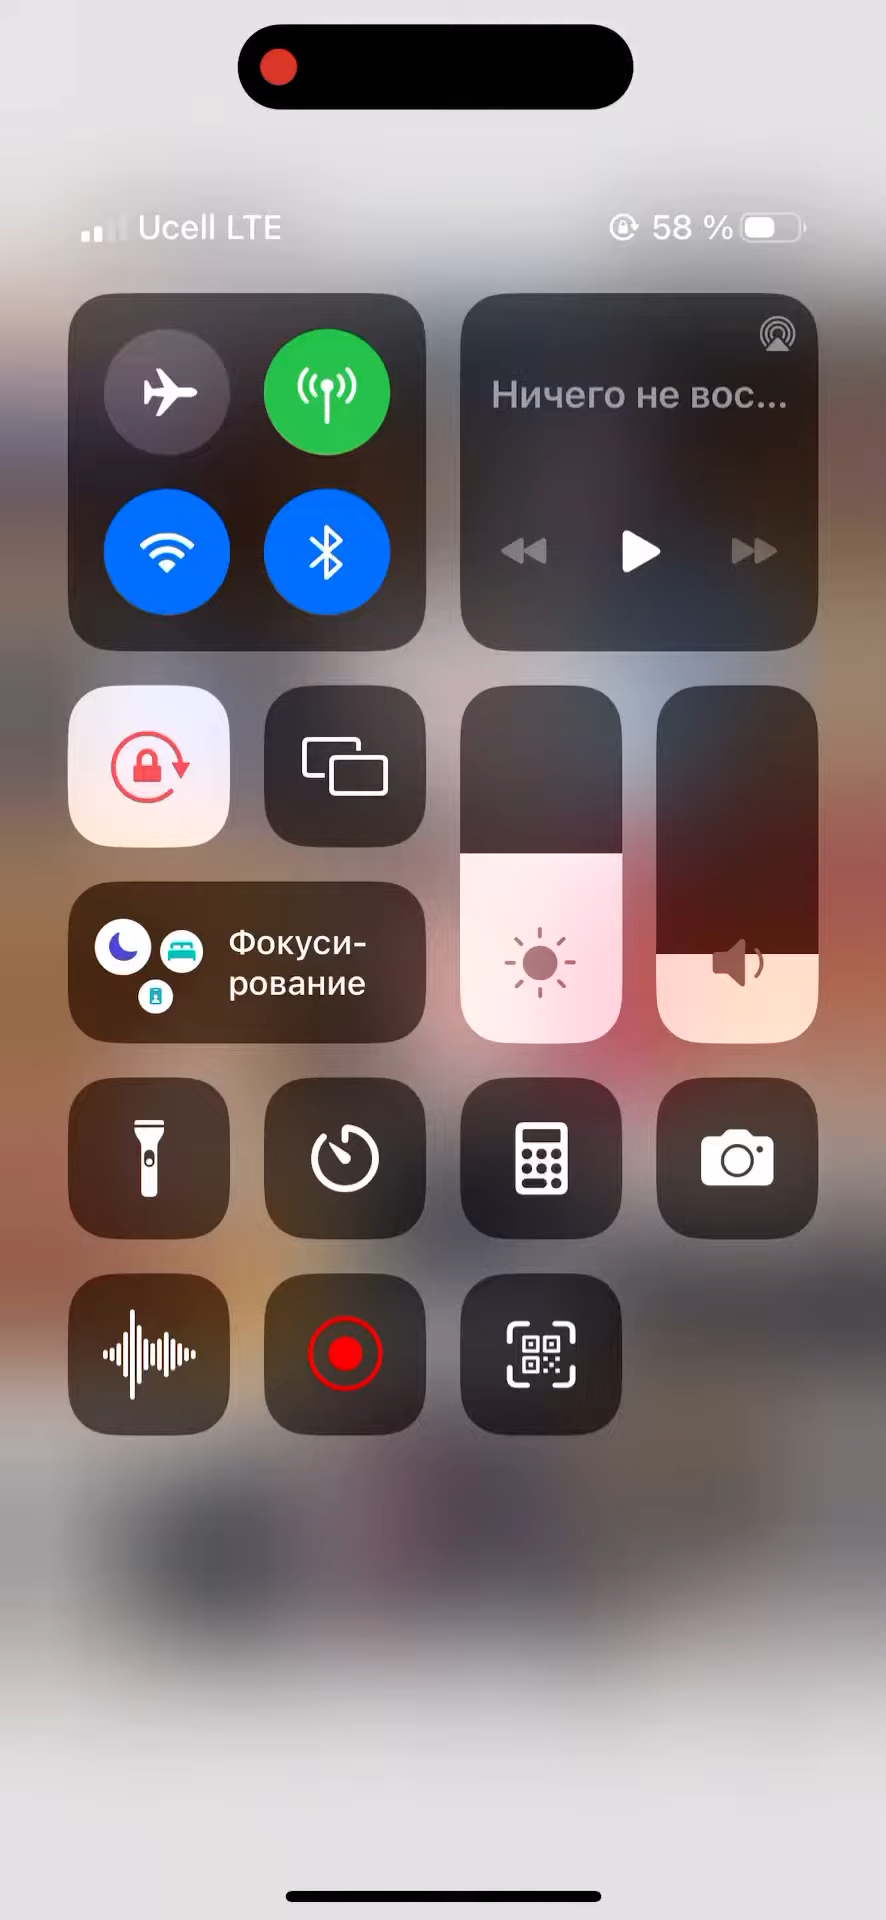 Ucell LTE 58 %
Ничего не вос...
Фокуси-
рование